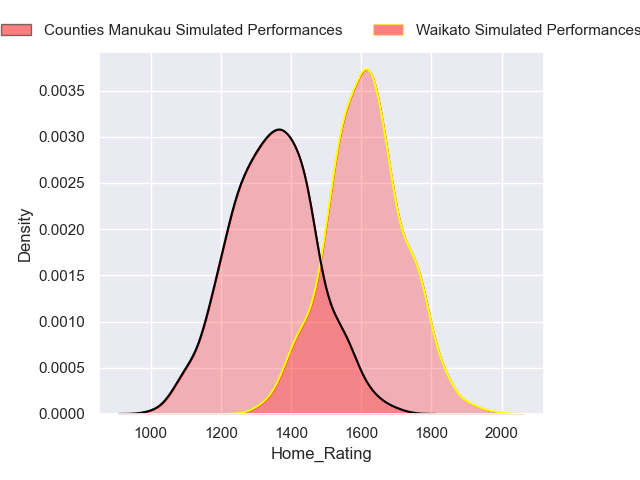 Counties Manukau Simulated Performances Waikato Simulated Performances
0.0035
0.0030
0.0025
0.0020
0.0015
0.0010
0.0005
0.0000
Density
1000 1200 1400 1600 1800 2000
Home_Rating